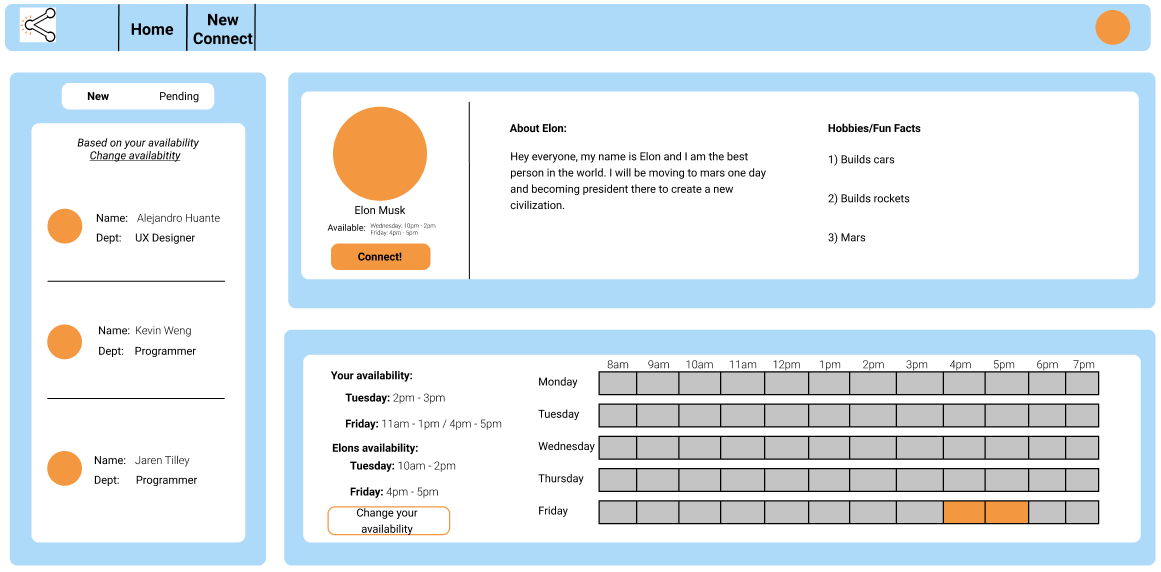 Home
New
Connect
New Pending
Based on your availability
Change availabitity
Name: Alejandro Huante
Dept: UX Designer
Name: Kevin Weng
Dept: Programmer
Name: Jaren Tilley
Dept: Programmer
Elon Musk
Available: Wednesday: 10pm - 2pm
Friday: 4pm - 5pm
Connect!
About Elon:
Hey everyone, my name is Elon and I am the best
person in the world. I will be moving to mars one day
and becoming president there to create a new
civilization.
Hobbies/Fun Facts
1) Builds cars
2) Builds rockets
3) Mars
Your availability:
Tuesday: 2pm - 3pm
Friday: 11am - 1pm / 4pm - 5pm
Elons availability:
Tuesday: 10am - 2pm
Friday: 4pm - 5pm
Change your
availability
8am 9am 10am 11am 12pm 1pm 2pm 3pm 4pm 5pm 6pm 7pm
Monday
Tuesday
Wednesday
Thursday
Friday